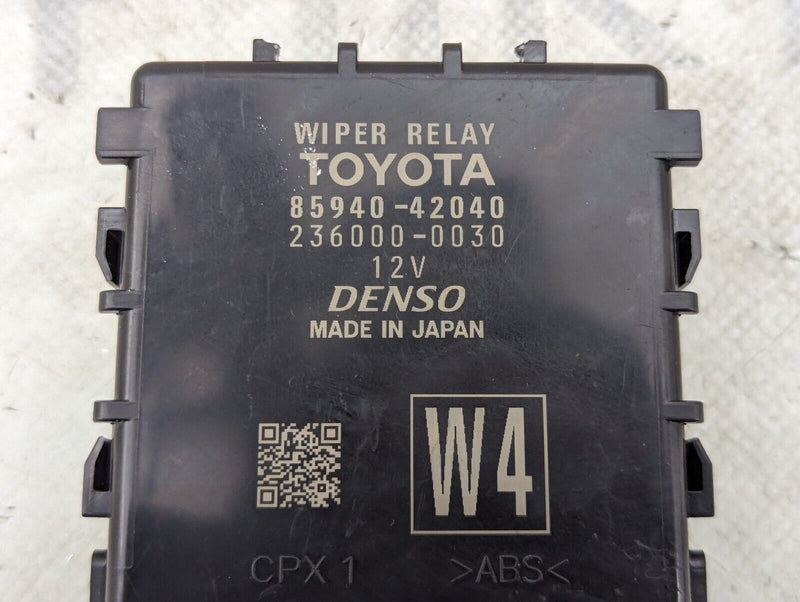 WIPER RELAY
TOYOTA
85940-42040
236000-0030
12V
DENSO
MADE IN JAPAN
W4
CPX 1 >ABS<